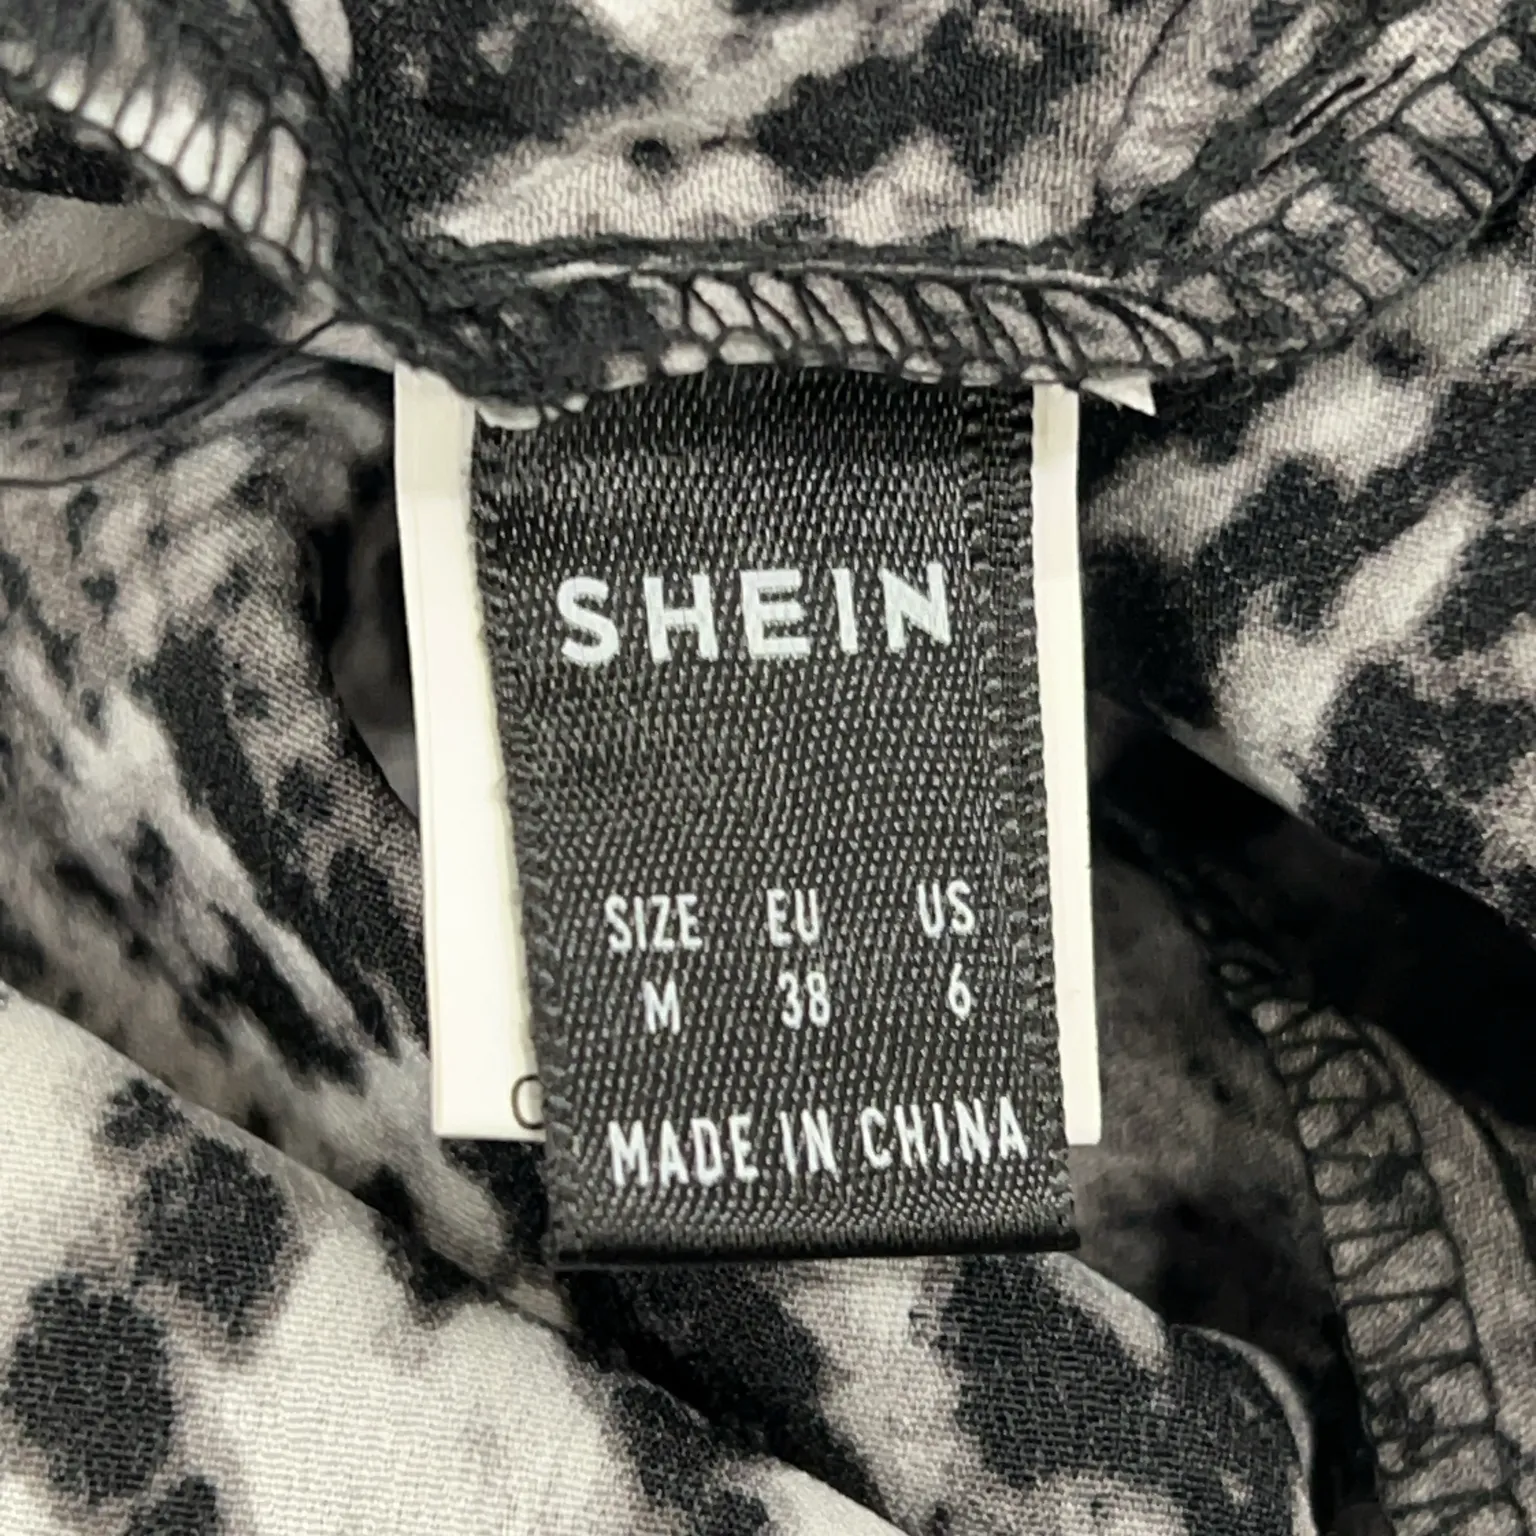 SHEIN
SIZE EU US
M 38 6
MADE IN CHINA